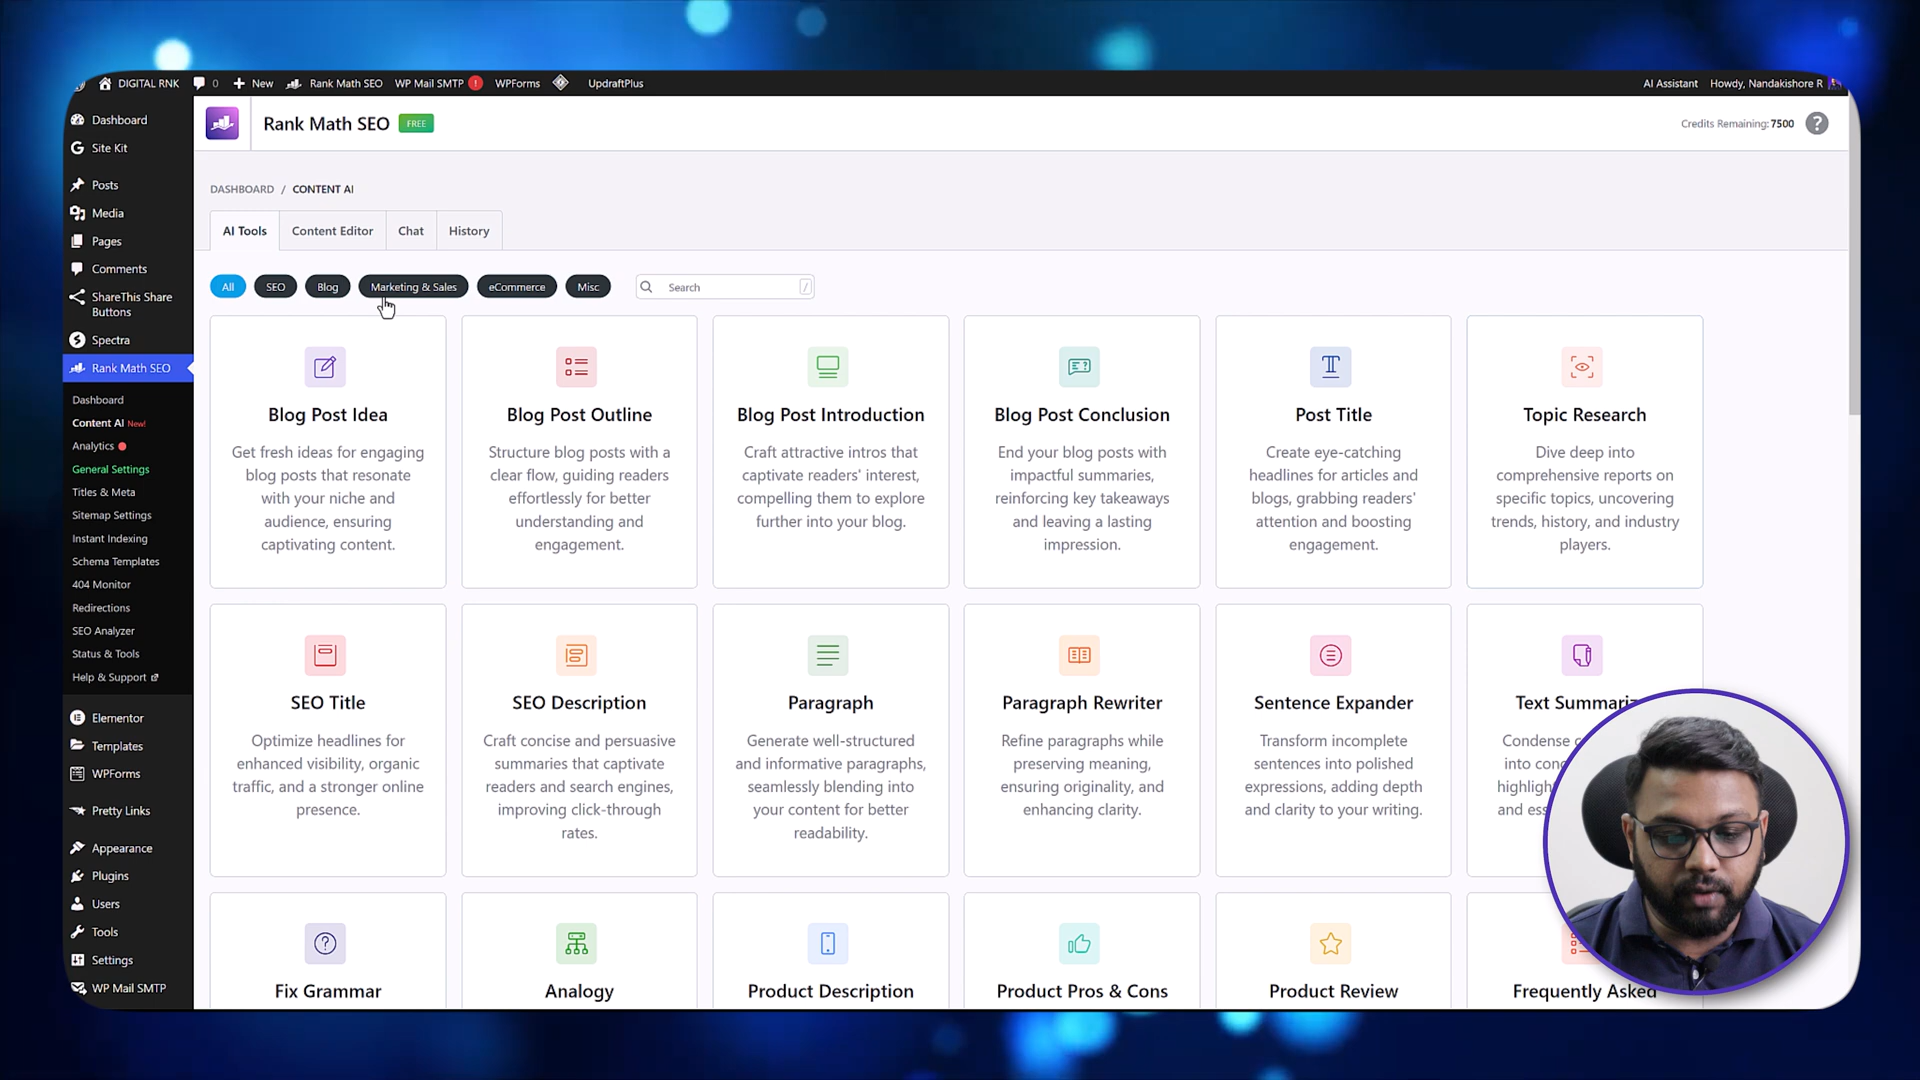 DIGITAL RNK 0 New Rank Math SEO WP Mail SMTP ! WPForms UpdraftPlus AI Assistant Howdy, Nandakishore R
Dashboard
Site Kit
Posts
Media
Pages
Comments
ShareThis Share
Buttons
Spectra
Rank Math SEO
Dashboard
Content AI New!
Analytics
General Settings
Titles & Meta
Sitemap Settings
Instant Indexing
Schema Templates
404 Monitor
Redirections
SEO Analyzer
Status & Tools
Help & Support
Elementor
Templates
WPForms
Pretty Links
Appearance
Plugins
Users
Tools
Settings
WP Mail SMTP
Rank Math SEO FREE
Credits Remaining: 7500 ?
DASHBOARD / CONTENT AI
AI Tools Content Editor Chat History
All SEO Blog Marketing & Sales eCommerce Misc Search /
Blog Post Idea
Get fresh ideas for engaging
blog posts that resonate
with your niche and
audience, ensuring
captivating content.
Blog Post Outline
Structure blog posts with a
clear flow, guiding readers
effortlessly for better
understanding and
engagement.
Blog Post Introduction
Craft attractive intros that
captivate readers' interest,
compelling them to explore
further into your blog.
Blog Post Conclusion
End your blog posts with
impactful summaries,
reinforcing key takeaways
and leaving a lasting
impression.
Post Title
Create eye-catching
headlines for articles and
blogs, grabbing readers'
attention and boosting
engagement.
Topic Research
Dive deep into
comprehensive reports on
specific topics, uncovering
trends, history, and industry
players.
SEO Title
Optimize headlines for
enhanced visibility, organic
traffic, and a stronger online
presence.
SEO Description
Craft concise and persuasive
summaries that captivate
readers and search engines,
improving click-through
rates.
Paragraph
Generate well-structured
and informative paragraphs,
seamlessly blending into
your content for better
readability.
Paragraph Rewriter
Refine paragraphs while
preserving meaning,
ensuring originality, and
enhancing clarity.
Sentence Expander
Transform incomplete
sentences into polished
expressions, adding depth
and clarity to your writing.
Text
Condense
into
and
Fix Grammar
Analogy
Product Description
Product Pros & Cons
Product Review
Frequently Asked